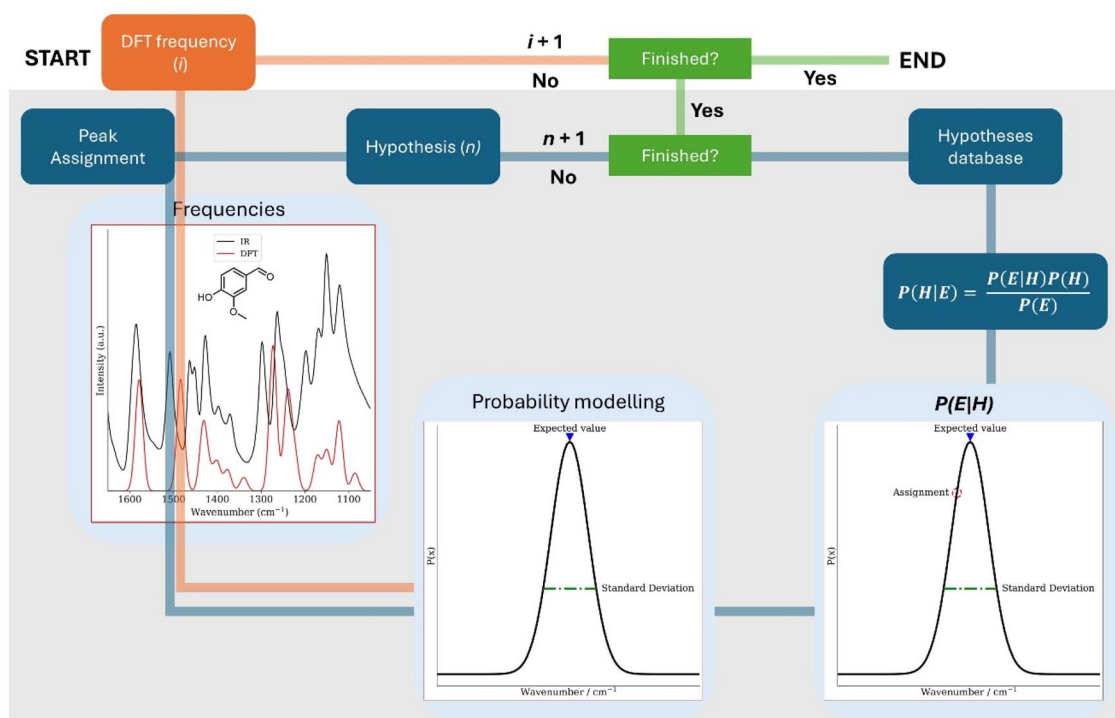 START
DFT frequency
(i)
i + 1
No
Finished?
Yes
END
Peak
Assignment
Hypothesis (n)
n + 1
No
Yes
Finished?
Hypotheses
database
Frequencies
IR
DFT
HO
O
O
Intensity (a.u.)
1600 1500 1400 1300 1200 1100
Wavenumber (cm⁻¹)
P(H|E) = P(E|H)P(H) / P(E)
Probability modelling
Expected value
P(x)
Standard Deviation
Wavenumber / cm⁻¹
P(E|H)
Expected value
Assignment
P(x)
Standard Deviation
Wavenumber / cm⁻¹